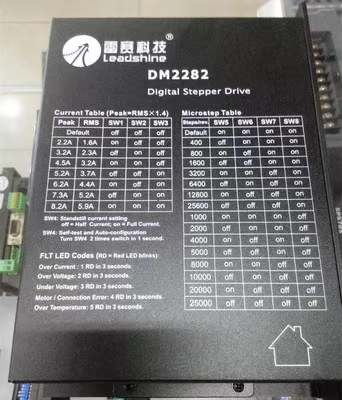 雷赛科技
Leadshine
DM2282
Digital Stepper Drive
Current Table (Peak=RMS×1.4)
Peak RMS SW1 SW2 SW3
Default off off off
2.2A 1.6A on off off
3.2A 2.3A off on off
4.5A 3.2A on on off
5.2A 3.7A off off on
6.2A 4.4A on off on
7.3A 5.2A off on on
8.2A 5.9A on on on
SW4: Standstill current setting
off = Half Current; on = Full Current.
SW4: Self-test and Auto-configuration
Turn SW4 2 times switch in 1 second.
FLT LED Codes (RD = Red LED blinks):
Over Current : 1 RD in 3 seconds.
Over Voltage : 2 RD in 3 seconds.
Under Voltage : 3 RD in 3 seconds.
Motor / Connection Error: 4 RD in 3 seconds.
Over Temperature: 5 RD in 3 seconds.
Microstep Table
Steps/rev. SW5 SW6 SW7 SW8
Default on on on on
400 off on on on
800 on off on on
1600 off off on on
3200 on on off on
6400 off on off on
12800 on off off on
25600 off off off on
1000 on on on off
2000 off on on off
4000 on off on off
5000 off off on off
8000 on on off off
10000 off on off off
20000 on off off off
25000 off off off off